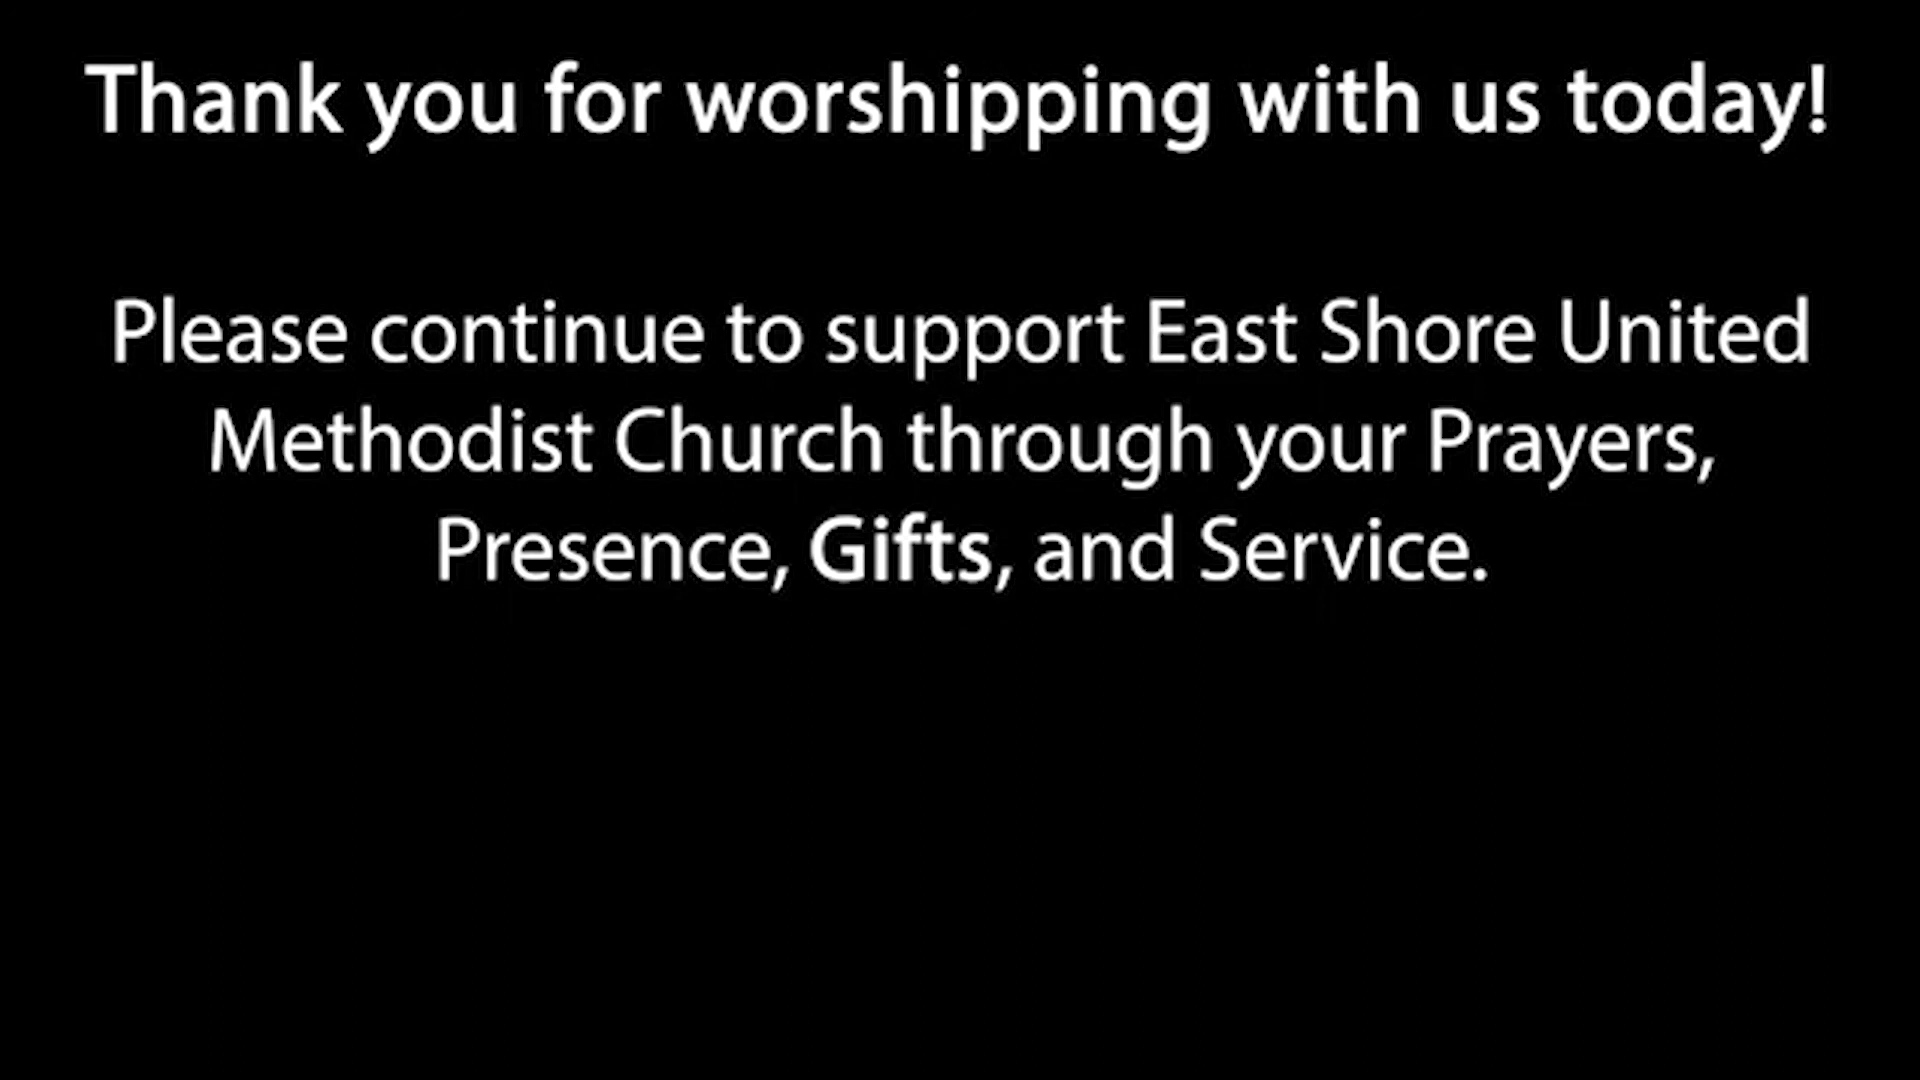 Thank you for worshipping with us today!
Please continue to support East Shore United
Methodist Church through your Prayers,
Presence, Gifts, and Service.